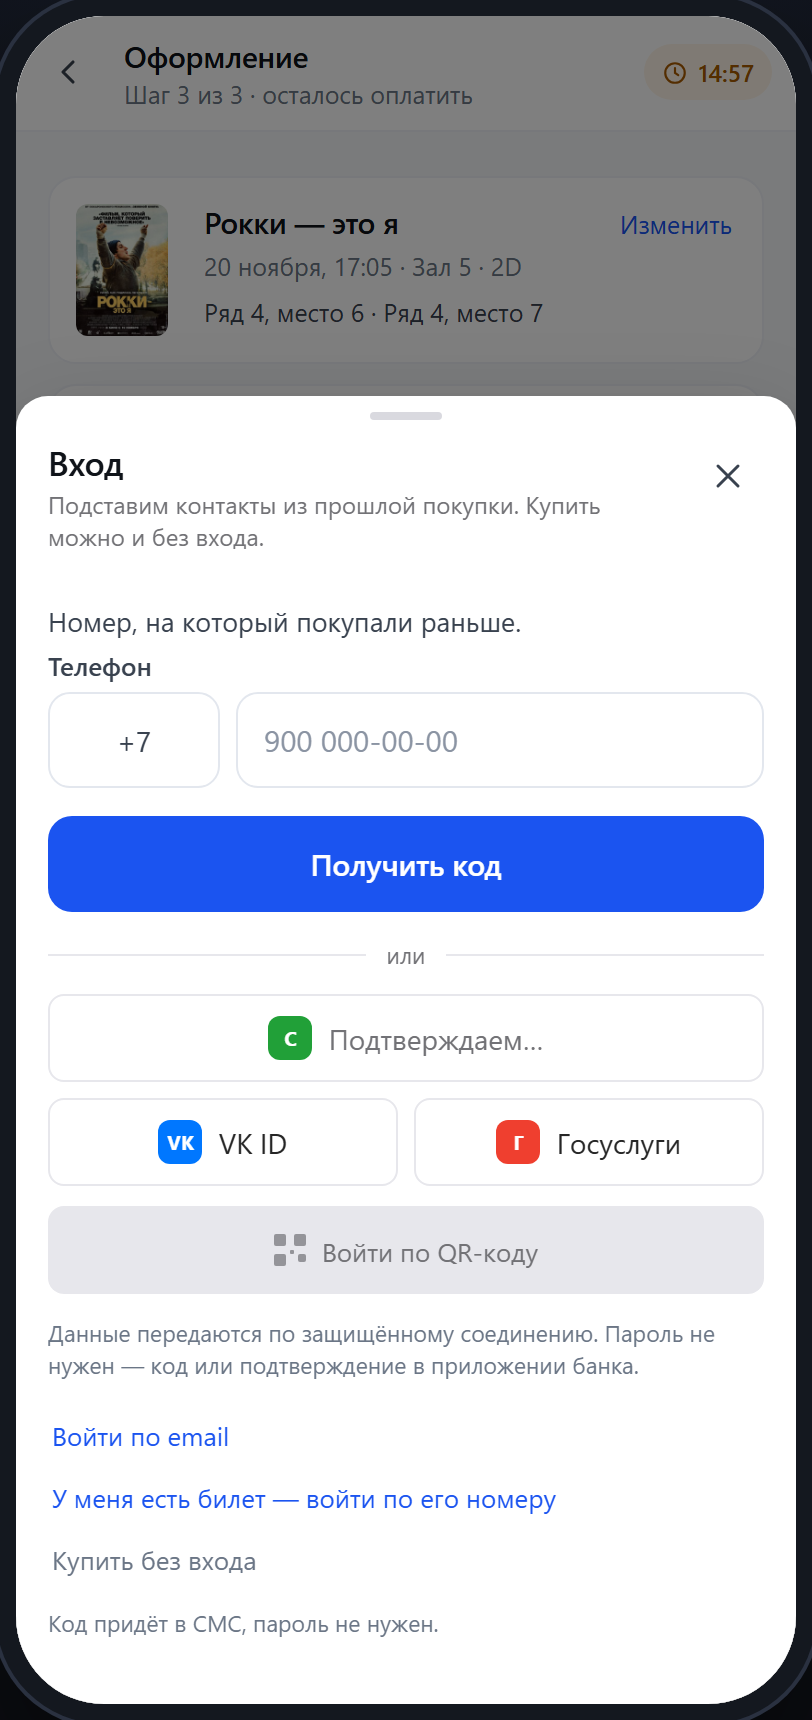 Оформление
Шаг 3 из 3 · осталось оплатить
14:57
Рокки — это я
Изменить
20 ноября, 17:05 · Зал 5 · 2D
Ряд 4, место 6 · Ряд 4, место 7
РОККИ
ЭТО Я
Вход
Подставим контакты из прошлой покупки. Купить
можно и без входа.
Номер, на который покупали раньше.
Телефон
+7
900 000-00-00
Получить код
или
С Подтверждаем...
VK VK ID
Г Госуслуги
Войти по QR-коду
Данные передаются по защищённому соединению. Пароль не
нужен — код или подтверждение в приложении банка.
Войти по email
У меня есть билет — войти по его номеру
Купить без входа
Код придёт в СМС, пароль не нужен.